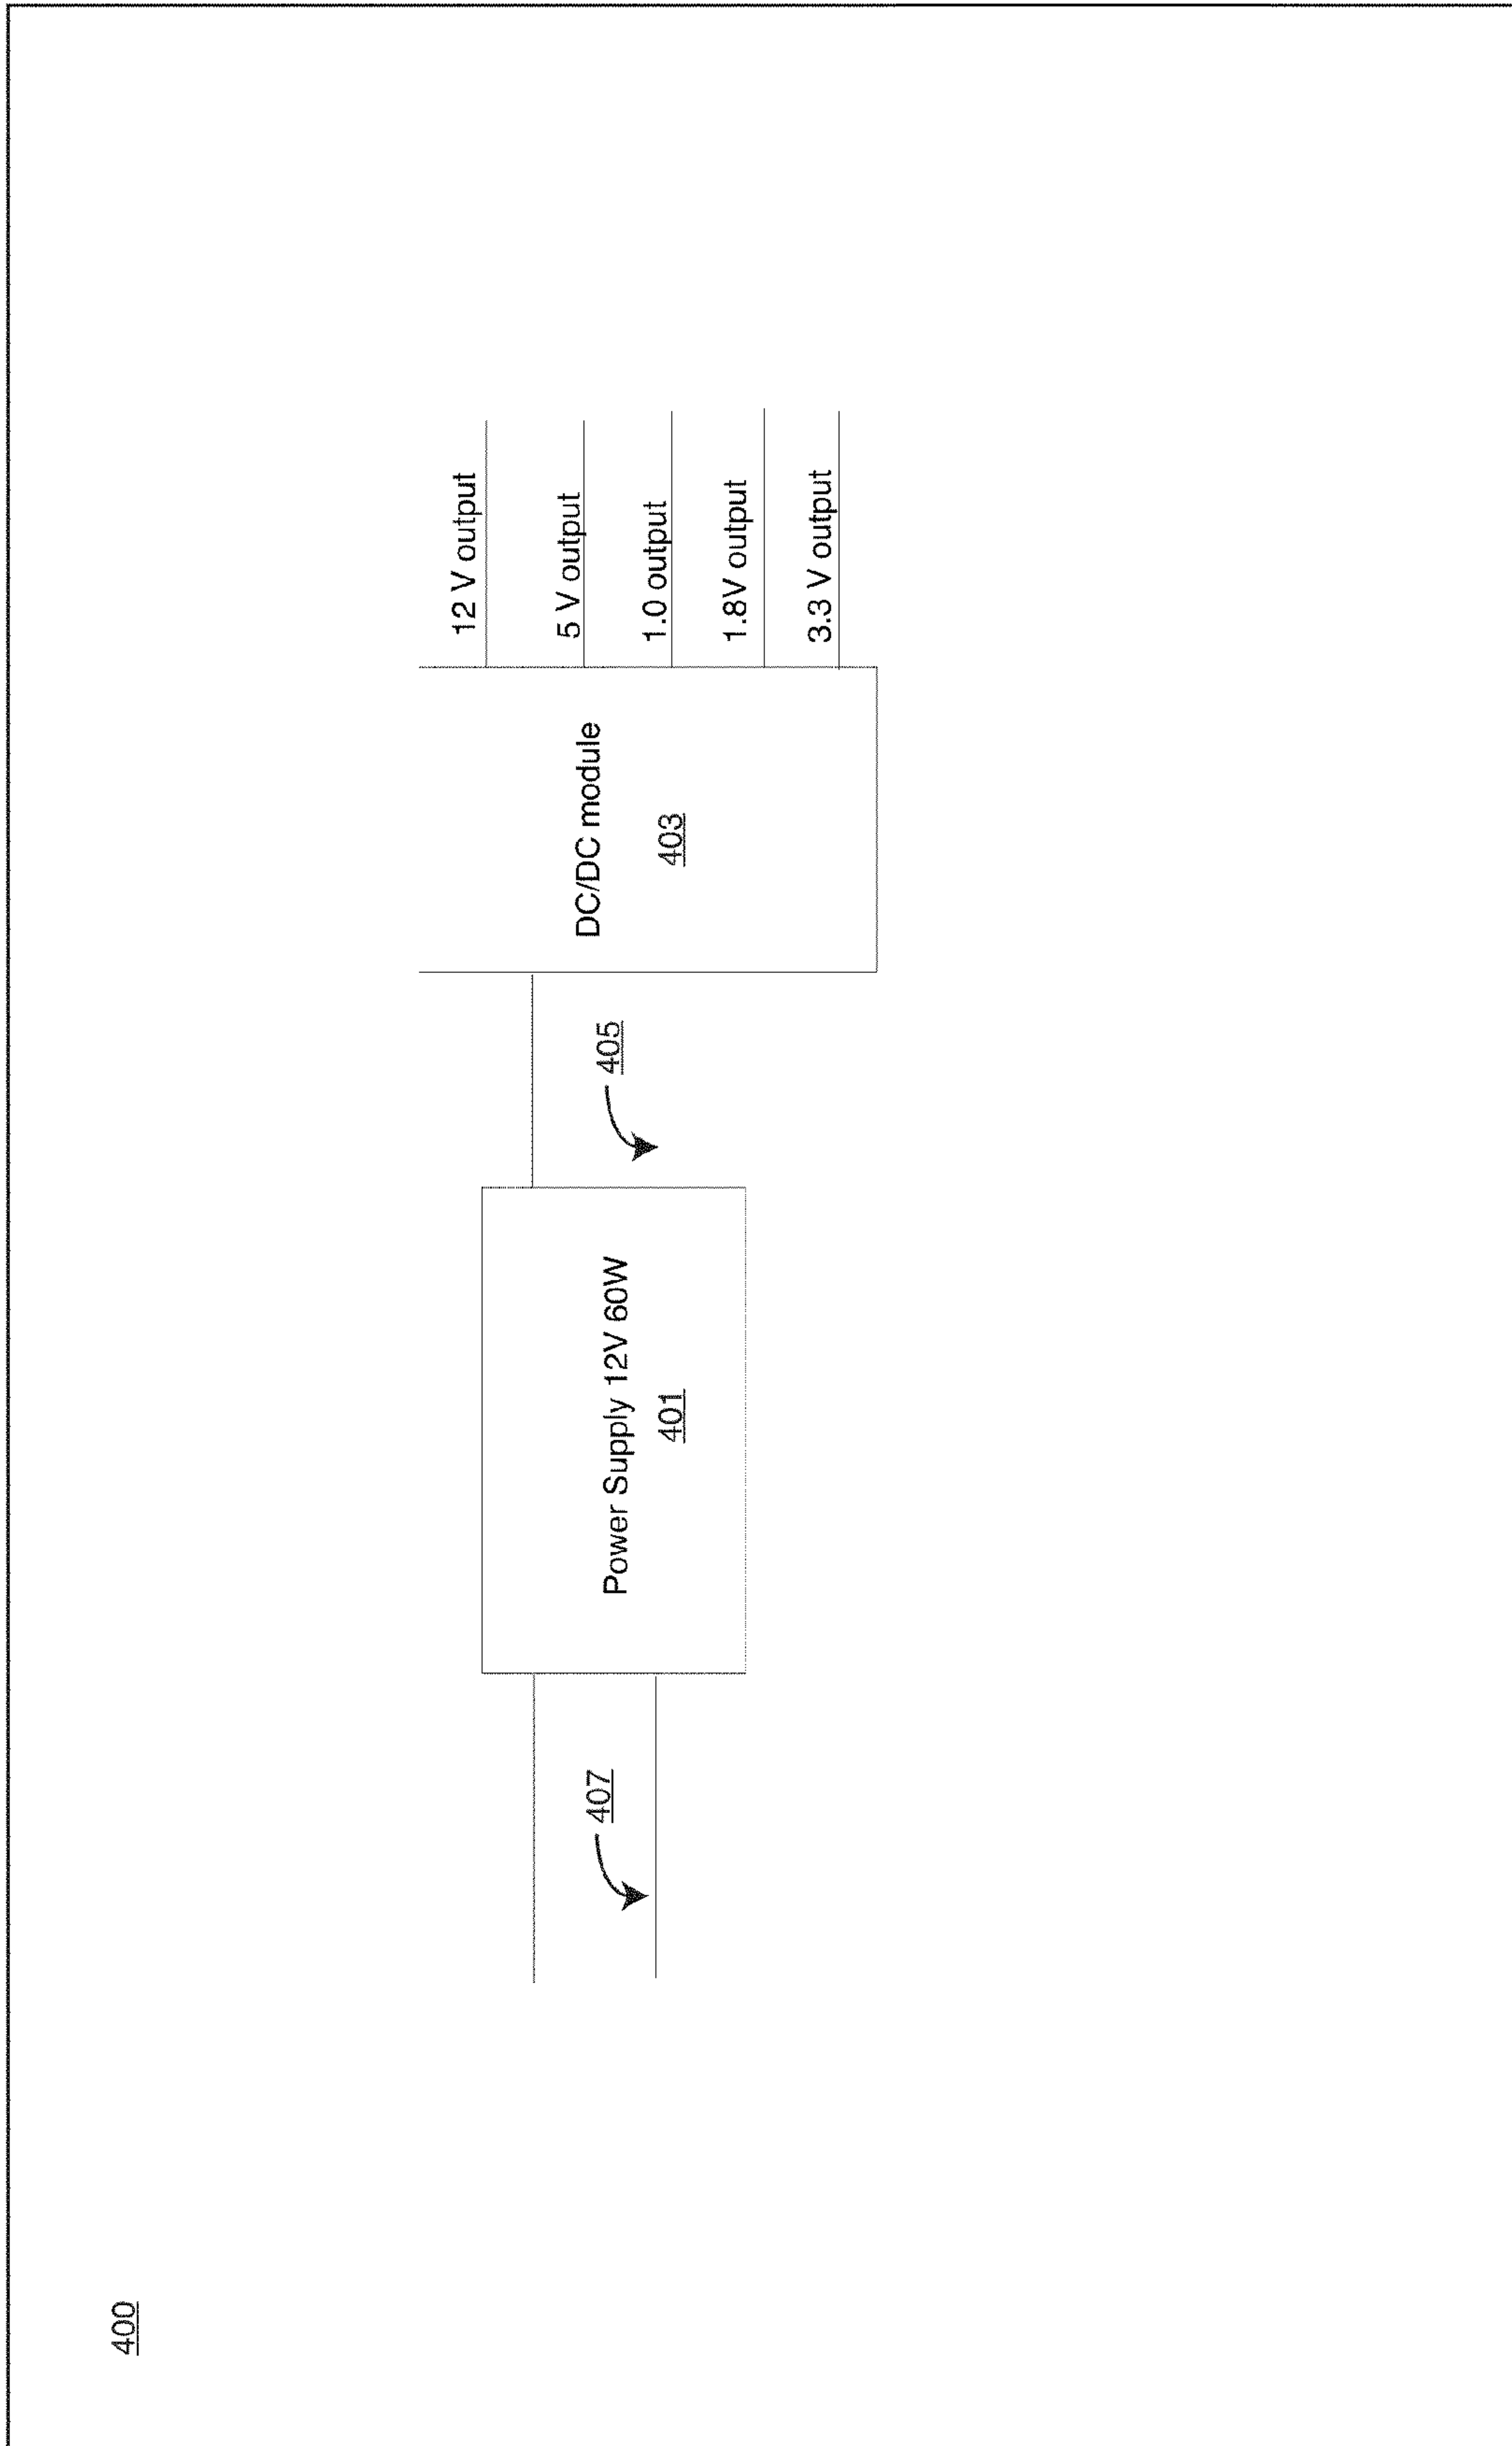 400
407
Power Supply 12V 60W
401
405
DC/DC module
403
12 V output
5 V output
1.0 output
1.8V output
3.3 V output